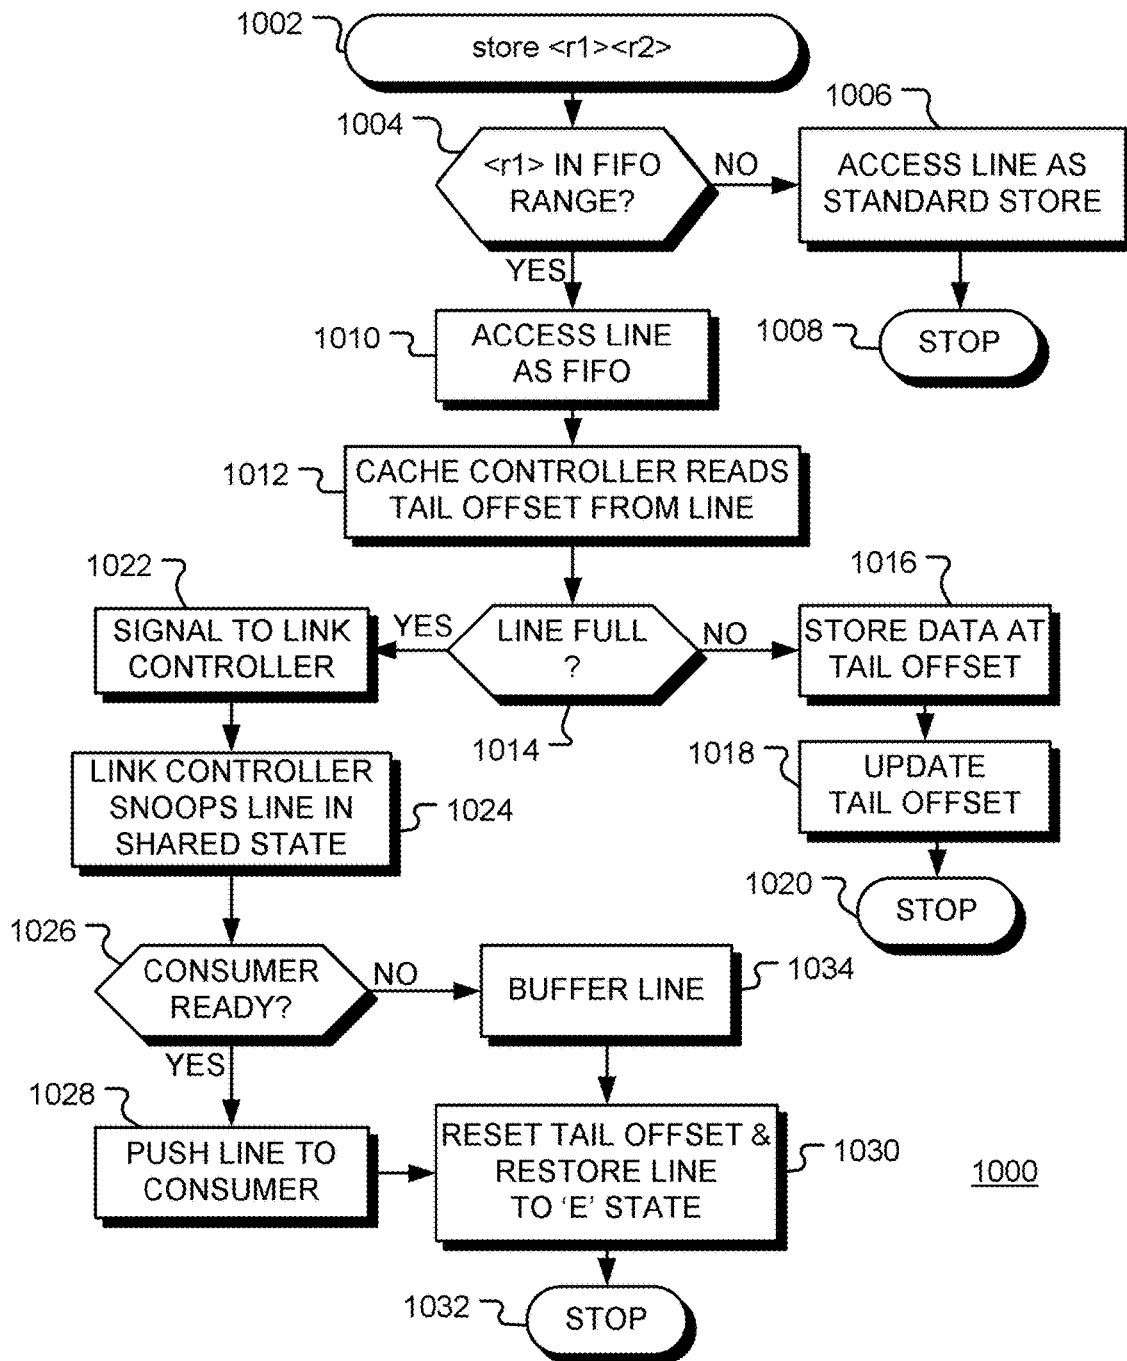 1002
store <r1><r2>
1004
<r1> IN FIFO
RANGE?
NO
1006
ACCESS LINE AS
STANDARD STORE
YES
1008
STOP
1010
ACCESS LINE
AS FIFO
1012
CACHE CONTROLLER READS
TAIL OFFSET FROM LINE
1022
SIGNAL TO LINK
CONTROLLER
YES
LINE FULL
?
1014
NO
1016
STORE DATA AT
TAIL OFFSET
1018
UPDATE
TAIL OFFSET
1020
STOP
LINK CONTROLLER
SNOOPS LINE IN
SHARED STATE
1024
1026
CONSUMER
READY?
NO
BUFFER LINE
1034
YES
1028
PUSH LINE TO
CONSUMER
RESET TAIL OFFSET &
RESTORE LINE
TO ‘E’ STATE
1030
1000
1032
STOP